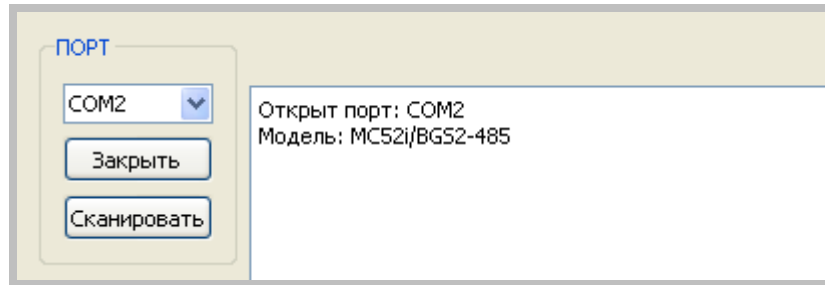 ПОРТ
COM2
Закрыть
Сканировать
Открыт порт: COM2
Модель: MC52i/BGS2-485